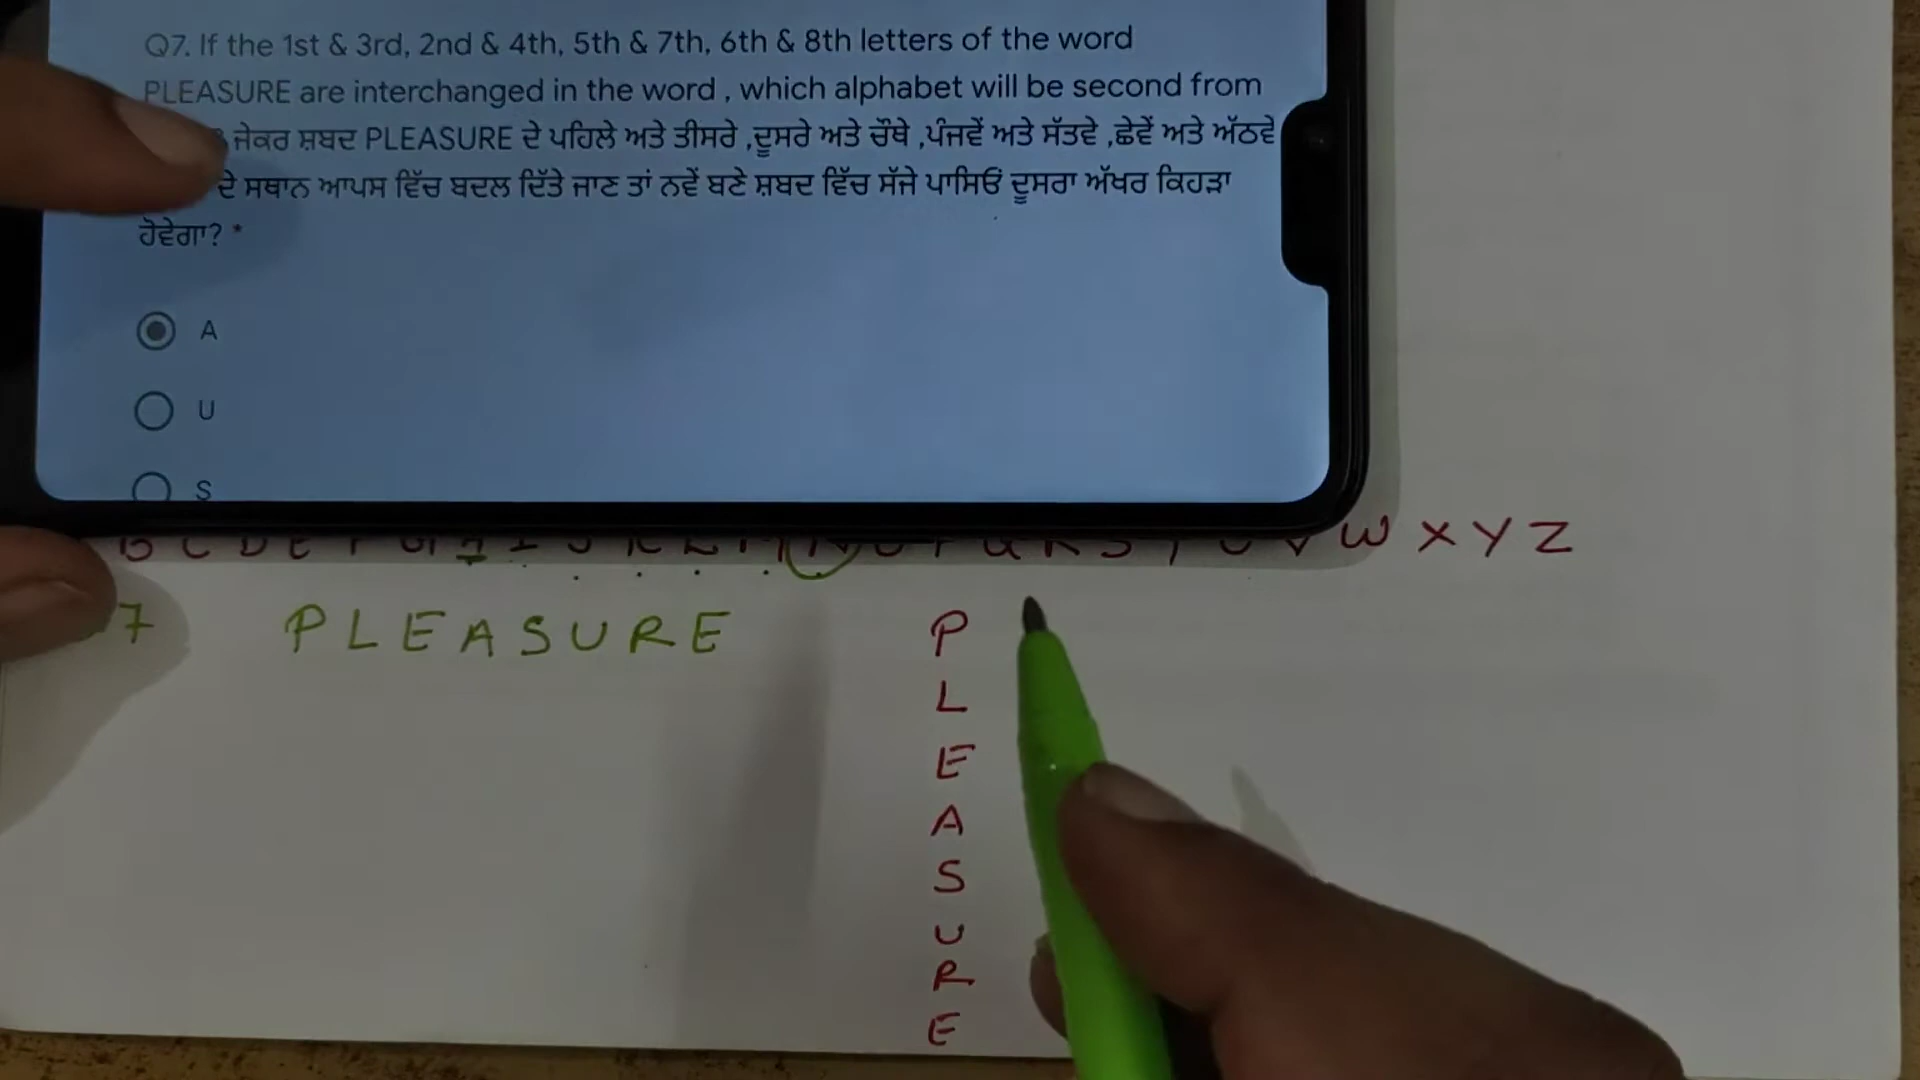 Q7. If the 1st & 3rd, 2nd & 4th, 5th & 7th, 6th & 8th letters of the word
PLEASURE are interchanged in the word , which alphabet will be second from
ਜੇਕਰ ਸ਼ਬਦ PLEASURE ਦੇ ਪਹਿਲੇ ਅਤੇ ਤੀਸਰੇ ,ਦੂਸਰੇ ਅਤੇ ਚੌਥੇ ,ਪੰਜਵੇਂ ਅਤੇ ਸੱਤਵੇ ,ਛੇਵੇਂ ਅਤੇ ਅੱਠਵੇ
ਦੇ ਸਥਾਨ ਆਪਸ ਵਿੱਚ ਬਦਲ ਦਿੱਤੇ ਜਾਣ ਤਾਂ ਨਵੇਂ ਬਣੇ ਸ਼ਬਦ ਵਿੱਚ ਸੱਜੇ ਪਾਸਿਓਂ ਦੂਸਰਾ ਅੱਖਰ ਕਿਹੜਾ
ਹੋਵੇਗਾ? *
A
U
S
W X Y Z
7 PLEASURE
P
L
E
A
S
U
R
E